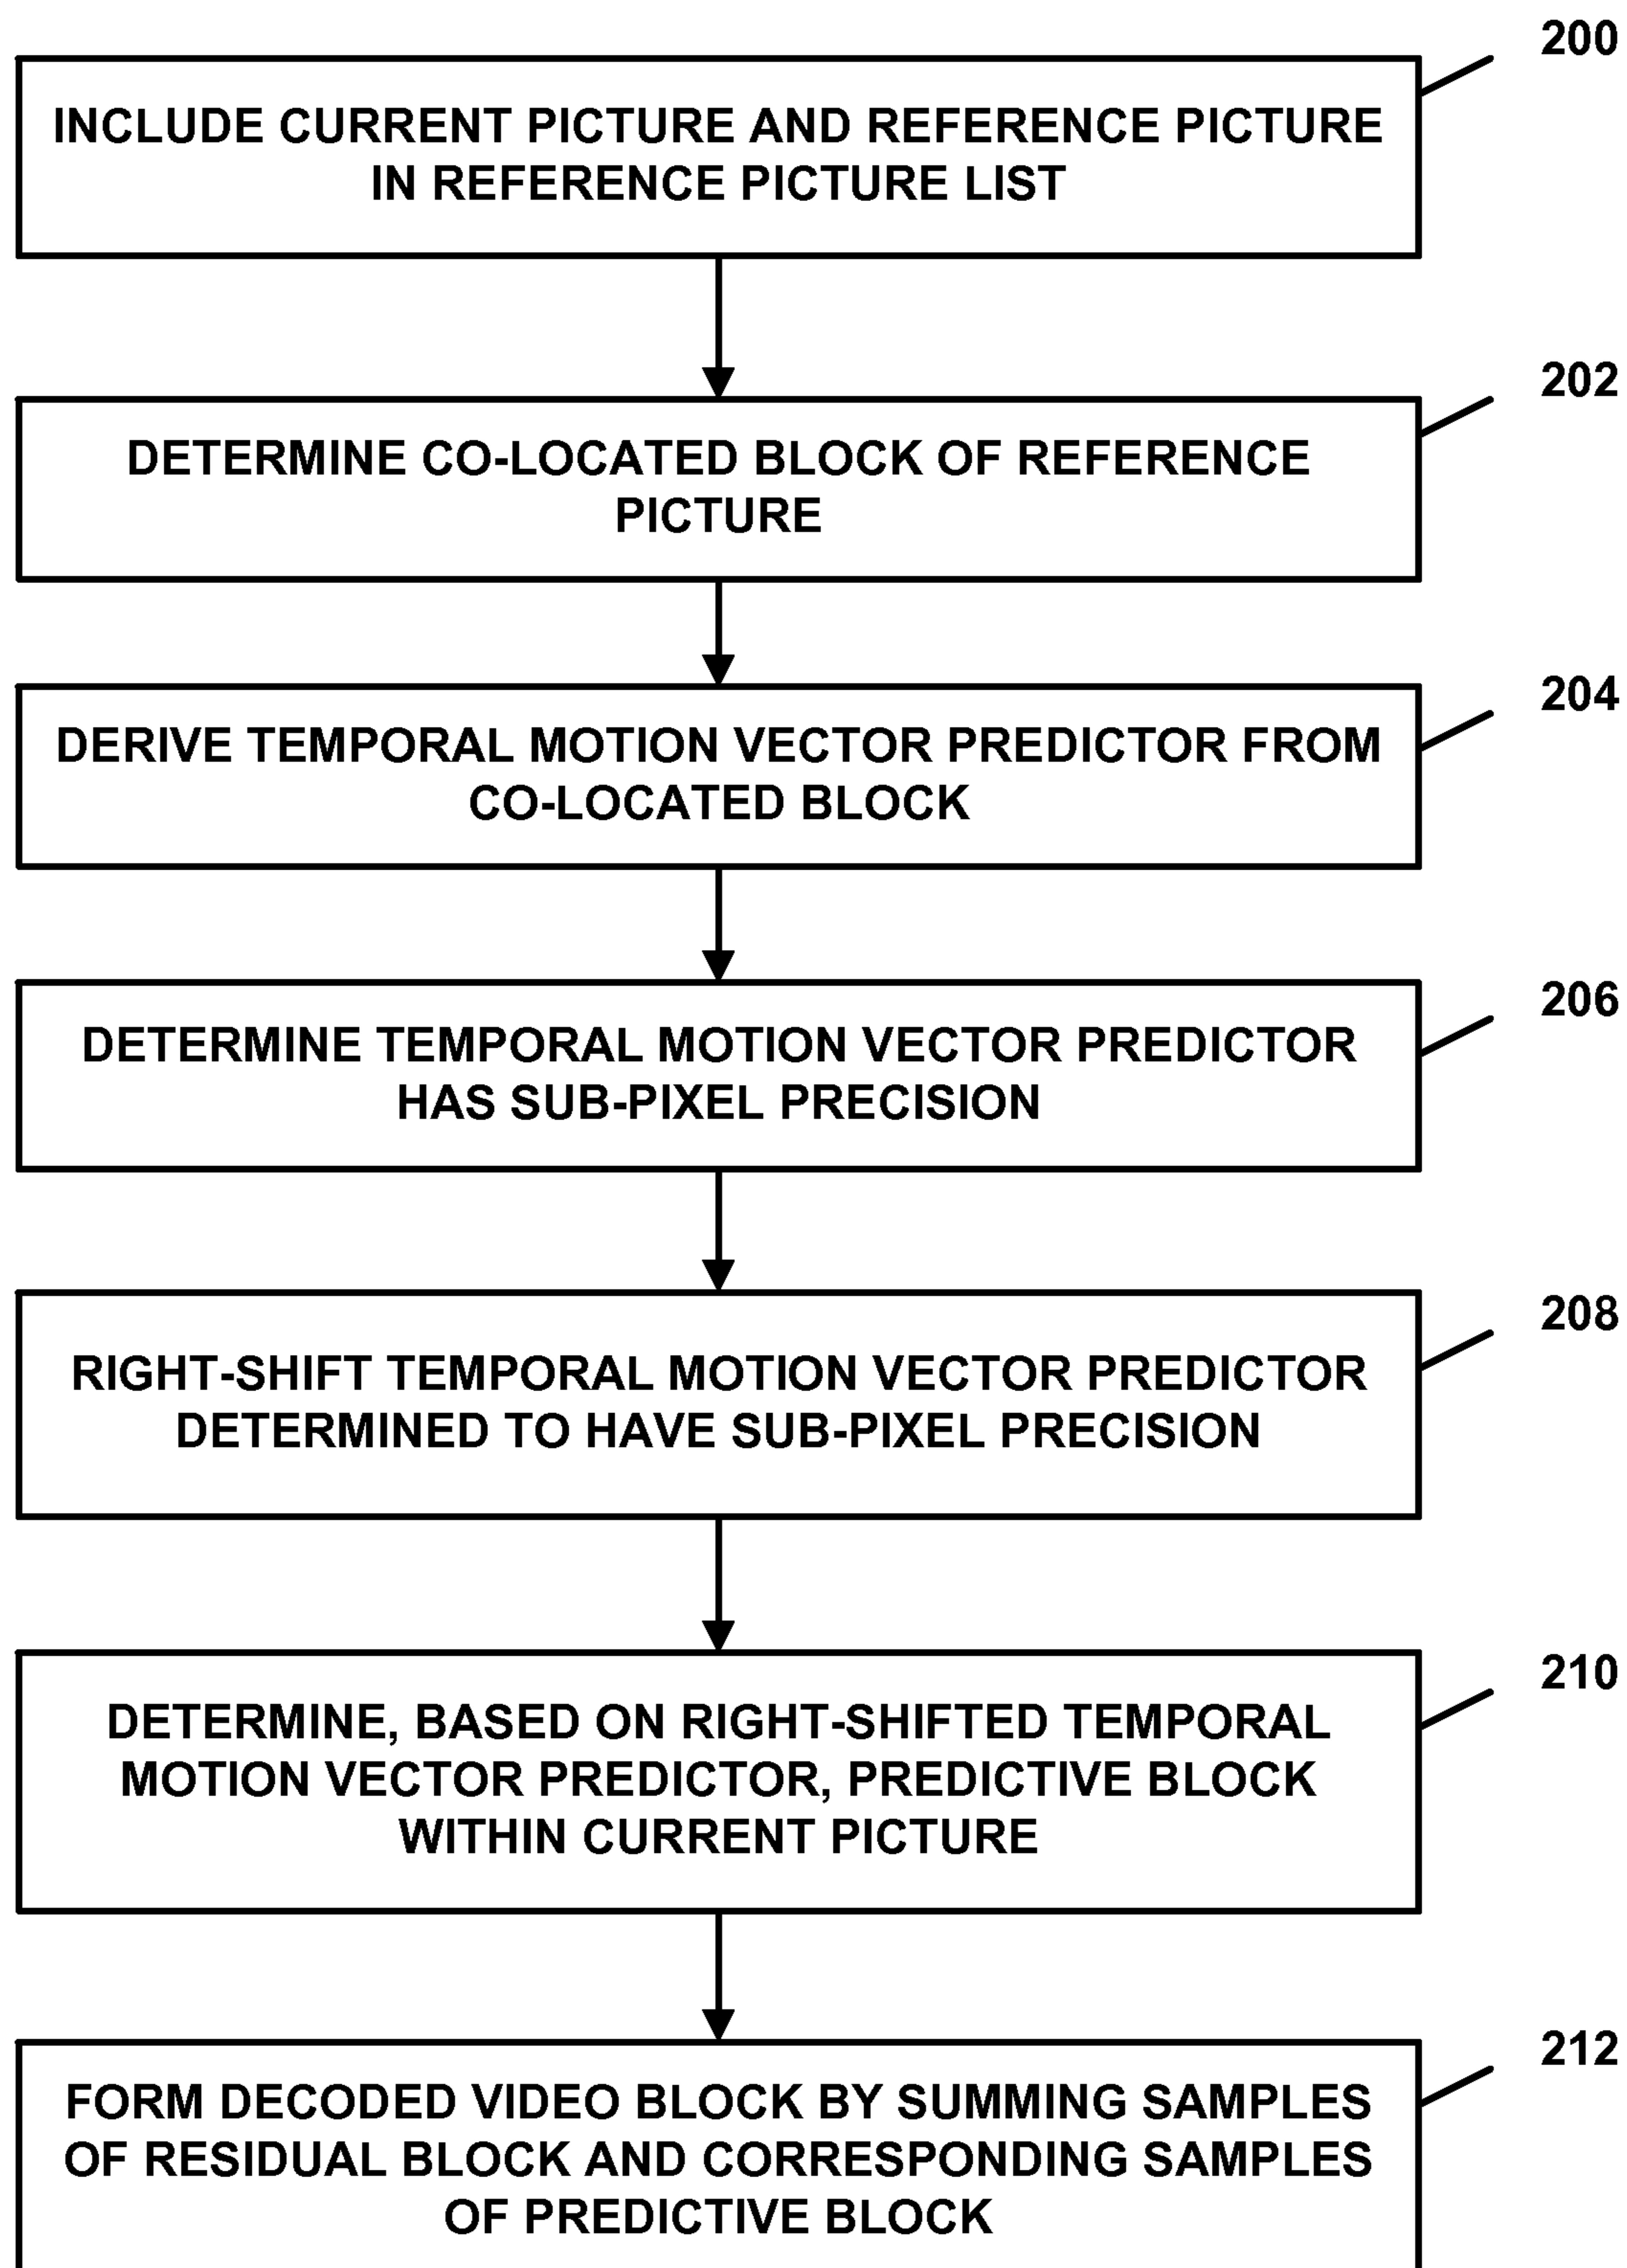 200
INCLUDE CURRENT PICTURE AND REFERENCE PICTURE
IN REFERENCE PICTURE LIST
202
DETERMINE CO-LOCATED BLOCK OF REFERENCE
PICTURE
204
DERIVE TEMPORAL MOTION VECTOR PREDICTOR FROM
CO-LOCATED BLOCK
206
DETERMINE TEMPORAL MOTION VECTOR PREDICTOR
HAS SUB-PIXEL PRECISION
208
RIGHT-SHIFT TEMPORAL MOTION VECTOR PREDICTOR
DETERMINED TO HAVE SUB-PIXEL PRECISION
210
DETERMINE, BASED ON RIGHT-SHIFTED TEMPORAL
MOTION VECTOR PREDICTOR, PREDICTIVE BLOCK
WITHIN CURRENT PICTURE
212
FORM DECODED VIDEO BLOCK BY SUMMING SAMPLES
OF RESIDUAL BLOCK AND CORRESPONDING SAMPLES
OF PREDICTIVE BLOCK